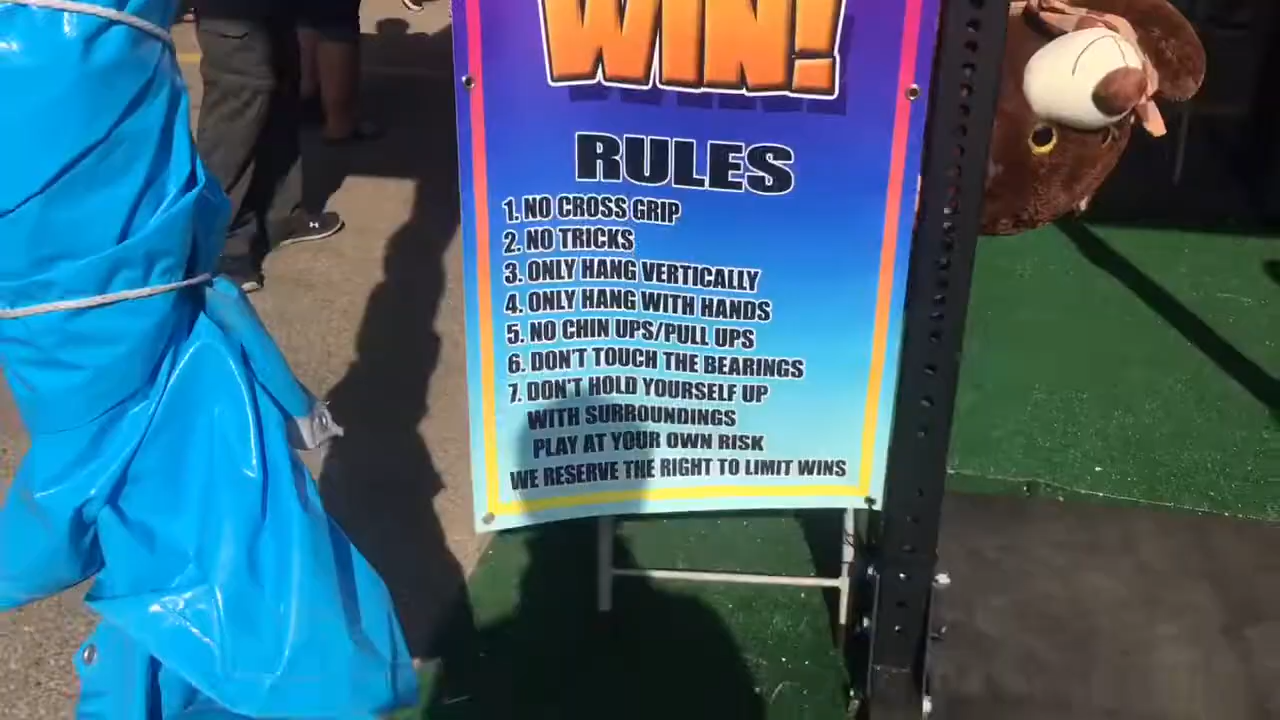 WIN!
RULES
1. NO CROSS GRIP
2. NO TRICKS
3. ONLY HANG VERTICALLY
4. ONLY HANG WITH HANDS
5. NO CHIN UPS/PULL UPS
6. DON'T TOUCH THE BEARINGS
7. DON'T HOLD YOURSELF UP
WITH SURROUNDINGS
PLAY AT YOUR OWN RISK
WE RESERVE THE RIGHT TO LIMIT WINS